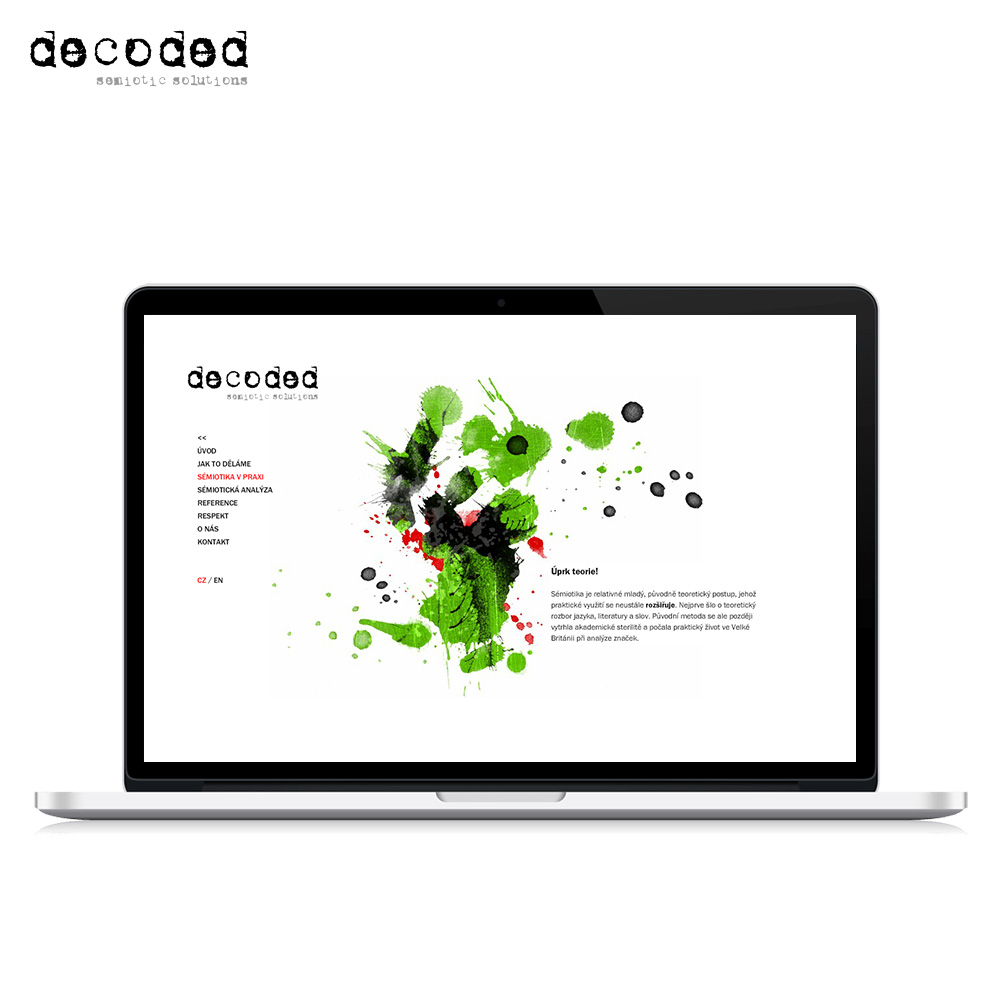 decoded
semiotic solutions
decoded
semiotic solutions
<<
ÚVOD
JAK TO DĚLÁME
SÉMIOTIKA V PRAXI
SÉMIOTICKÁ ANALÝZA
REFERENCE
RESPEKT
O NÁS
KONTAKT
CZ / EN
Úprk teorie!
Sémiotika je relativně mladý, původně teoretický postup, jehož
praktické využití se neustále rozšiřuje. Nejprve šlo o teoretický
rozbor jazyka, literatury a slov. Původní metoda se ale později
vytrhla akademické sterilitě a počala praktický život ve Velké
Británii při analýze značek.